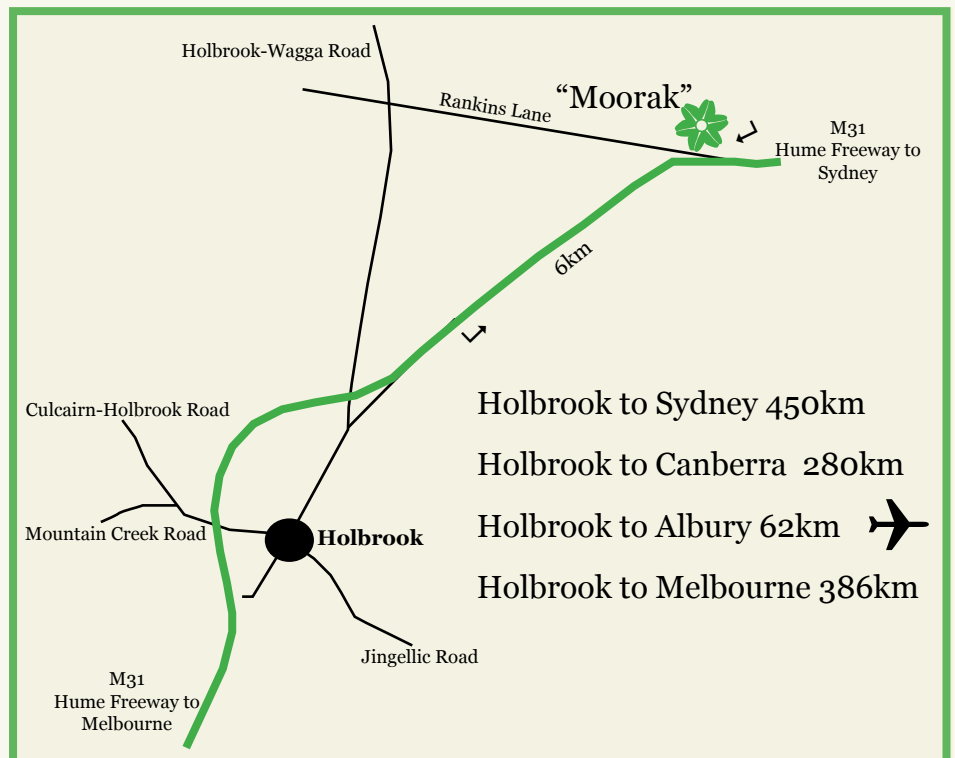 Holbrook-Wagga Road
“Moorak”
Rankins Lane
M31
Hume Freeway to
Sydney
6km
Culcairn-Holbrook Road
Holbrook to Sydney 450km
Holbrook to Canberra 280km
Mountain Creek Road
Holbrook
Holbrook to Albury 62km
Holbrook to Melbourne 386km
Jingellic Road
M31
Hume Freeway to
Melbourne